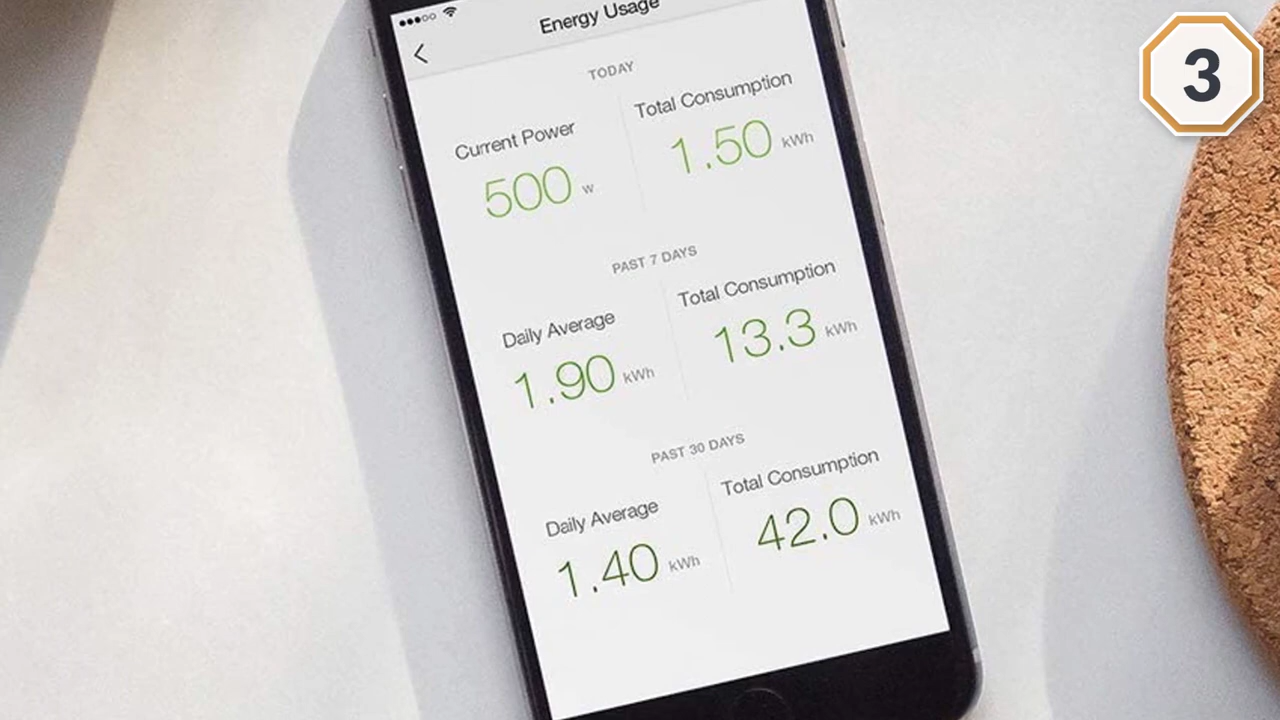 Energy Usage
3
TODAY
Current Power
500 w
Total Consumption
1.50 kWh
PAST 7 DAYS
Daily Average
1.90 kWh
Total Consumption
13.3 kWh
PAST 30 DAYS
Daily Average
1.40 kWh
Total Consumption
42.0 kWh